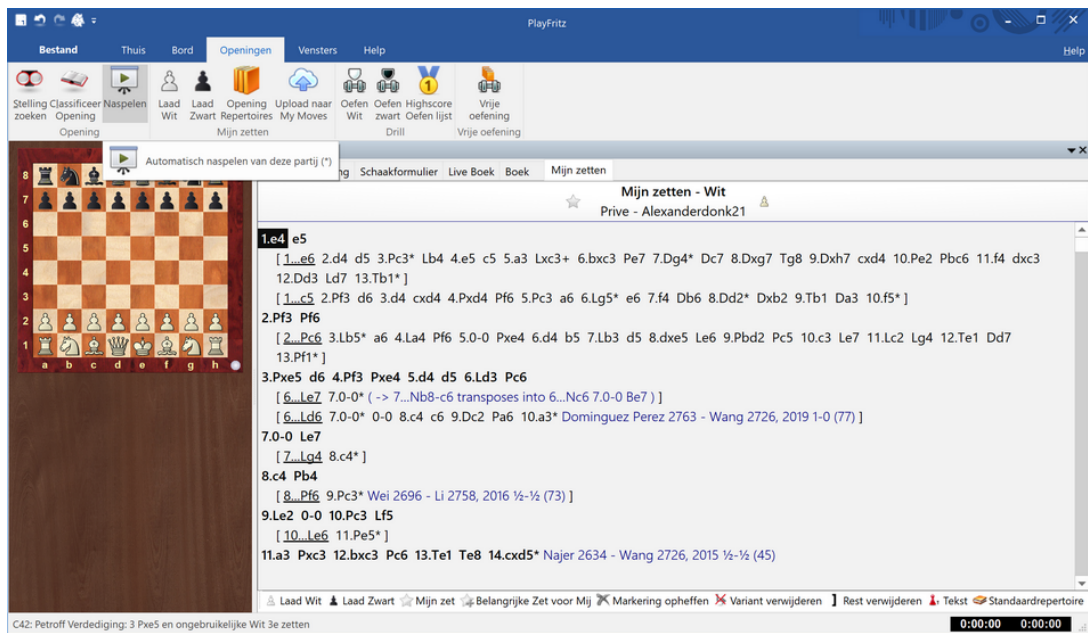 PlayFritz
Bestand Thuis Bord Openingen Vensters Help Help
Stelling zoeken Classificeer Opening Naspelen Laad Wit Laad Zwart Opening Repertoires Upload naar My Moves Oefen Wit Oefen zwart Highscore Oefen lijst Vrije oefening
Opening Mijn zetten Drill Vrije oefening
Automatisch naspelen van deze partij (*)
ng Schaakformulier Live Boek Boek Mijn zetten
Mijn zetten - Wit
Prive - Alexanderdonk21
8
7
6
5
4
3
2
1
a b c d e f g h
1.e4 e5
[ 1...e6 2.d4 d5 3.Pc3* Lb4 4.e5 c5 5.a3 Lxc3+ 6.bxc3 Pe7 7.Dg4* Dc7 8.Dxg7 Tg8 9.Dxh7 cxd4 10.Pe2 Pbc6 11.f4 dxc3
12.Dd3 Ld7 13.Tb1* ]
[ 1...c5 2.Pf3 d6 3.d4 cxd4 4.Pxd4 Pf6 5.Pc3 a6 6.Lg5* e6 7.f4 Db6 8.Dd2* Dxb2 9.Tb1 Da3 10.f5* ]
2.Pf3 Pf6
[ 2...Pc6 3.Lb5* a6 4.La4 Pf6 5.0-0 Pxe4 6.d4 b5 7.Lb3 d5 8.dxe5 Le6 9.Pbd2 Pc5 10.c3 Le7 11.Lc2 Lg4 12.Te1 Dd7
13.Pf1* ]
3.Pxe5 d6 4.Pf3 Pxe4 5.d4 d5 6.Ld3 Pc6
[ 6...Le7 7.0-0* ( -> 7...Nb8-c6 transposes into 6...Nc6 7.0-0 Be7 ) ]
[ 6...Ld6 7.0-0* 0-0 8.c4 c6 9.Dc2 Pa6 10.a3* Dominguez Perez 2763 - Wang 2726, 2019 1-0 (77) ]
7.0-0 Le7
[ 7...Lg4 8.c4* ]
8.c4 Pb4
[ 8...Pf6 9.Pc3* Wei 2696 - Li 2758, 2016 ½-½ (73) ]
9.Le2 0-0 10.Pc3 Lf5
[ 10...Le6 11.Pe5* ]
11.a3 Pxc3 12.bxc3 Pc6 13.Te1 Te8 14.cxd5* Najer 2634 - Wang 2726, 2015 ½-½ (45)
Laad Wit Laad Zwart Mijn zet Belangrijke Zet voor Mij Markering opheffen Variant verwijderen ] Rest verwijderen Tekst Standaardrepertoire
C42: Petroff Verdediging: 3 Pxe5 en ongebruikelijke Wit 3e zetten 0:00:00 0:00:00